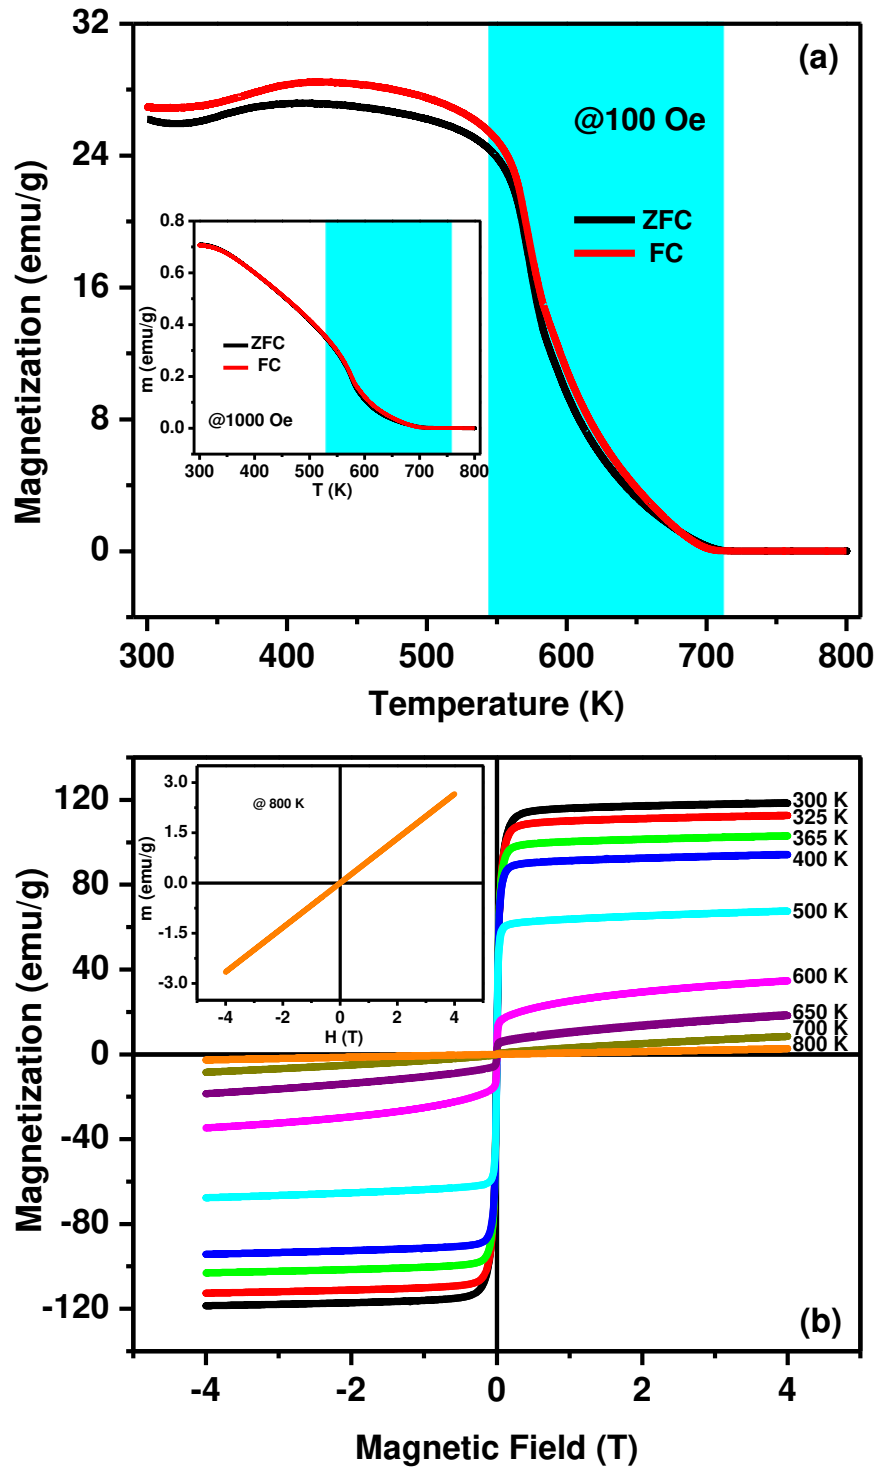 (a)
@100 Oe
ZFC
FC
Magnetization (emu/g)
32
28
24
16
8
0
300 400 500 600 700 800
Temperature (K)
m (emu/g)
0.8
0.6
0.4
0.2
0.0
ZFC
FC
@1000 Oe
300 400 500 600 700 800
T (K)
(b)
Magnetization (emu/g)
120
80
40
0
-40
-80
-120
-4 -2 0 2 4
Magnetic Field (T)
300 K
325 K
365 K
400 K
500 K
600 K
650 K
700 K
800 K
@ 800 K
m (emu/g)
3.0
1.5
0.0
-1.5
-3.0
-4 -2 0 2 4
H (T)